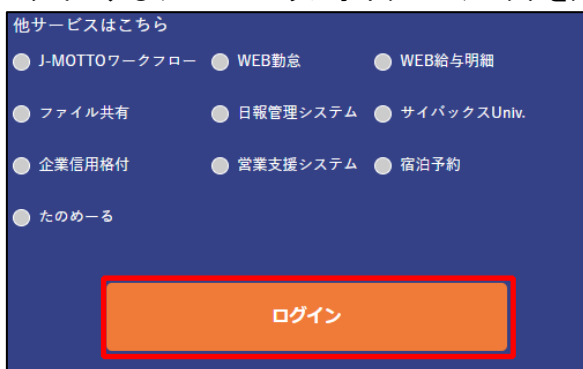 他サービスはこちら
J-MOTTOワークフロー WEB勤怠 WEB給与明細
ファイル共有 日報管理システム サイバックスUniv.
企業信用格付 営業支援システム 宿泊予約
たのめーる
ログイン